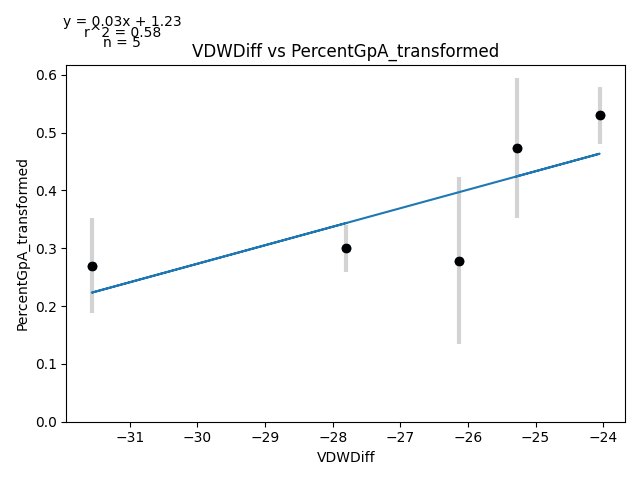 y = 0.03x + 1.23
r^2 = 0.58
n = 5
VDWDiff vs PercentGpA_transformed
PercentGpA_transformed
0.6
0.5
0.4
0.3
0.2
0.1
0.0
−31 −30 −29 −28 −27 −26 −25 −24
VDWDiff